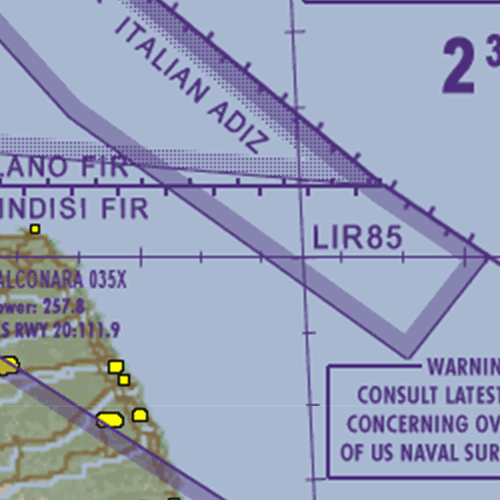 ITALIAN ADIZ
2³
LANO FIR
INDISI FIR
LIR85
ALCONARA 035X
ower: 257.8
S RWY 20:111.9
WARNIN
CONSULT LATEST
CONCERNING OV
OF US NAVAL SUR